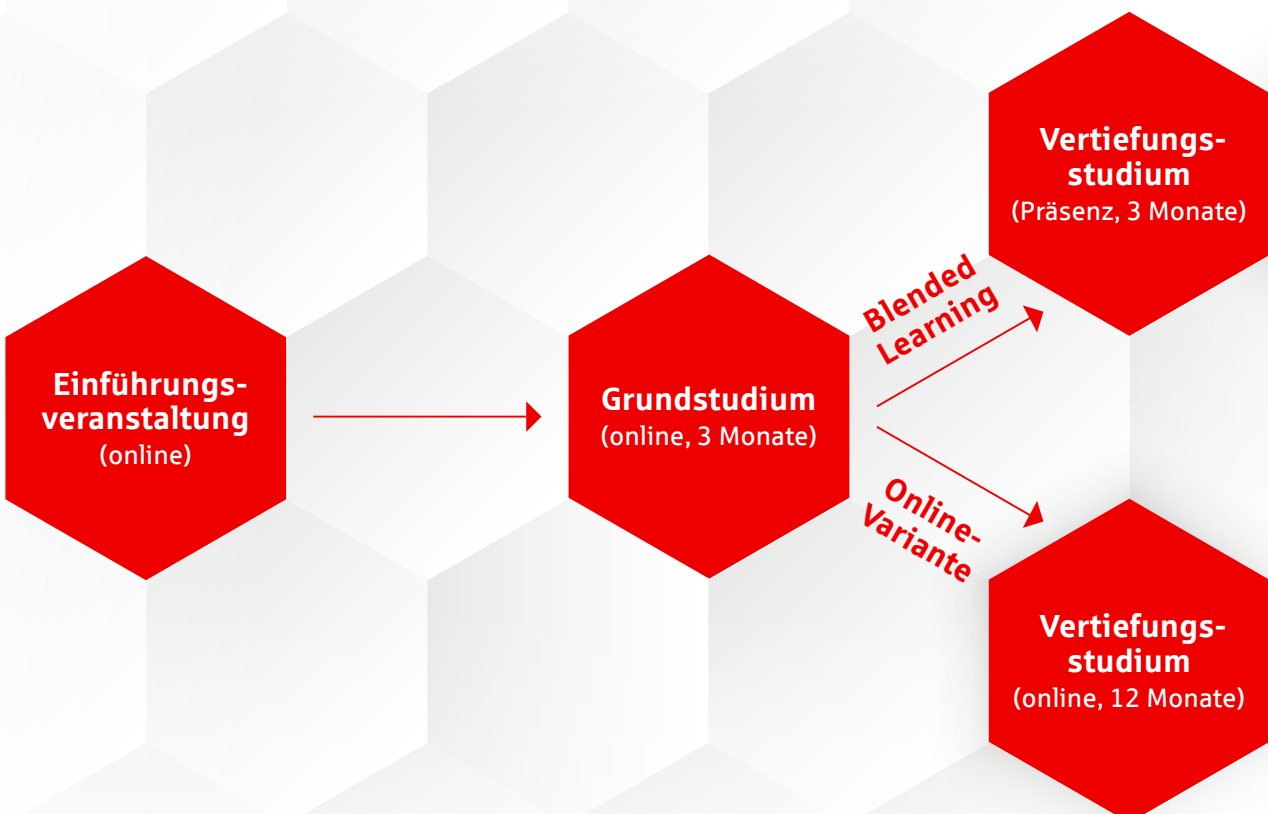 Einführungs-
veranstaltung
(online)
Grundstudium
(online, 3 Monate)
Blended
Learning
Vertiefungs-
studium
(Präsenz, 3 Monate)
Online-
Variante
Vertiefungs-
studium
(online, 12 Monate)